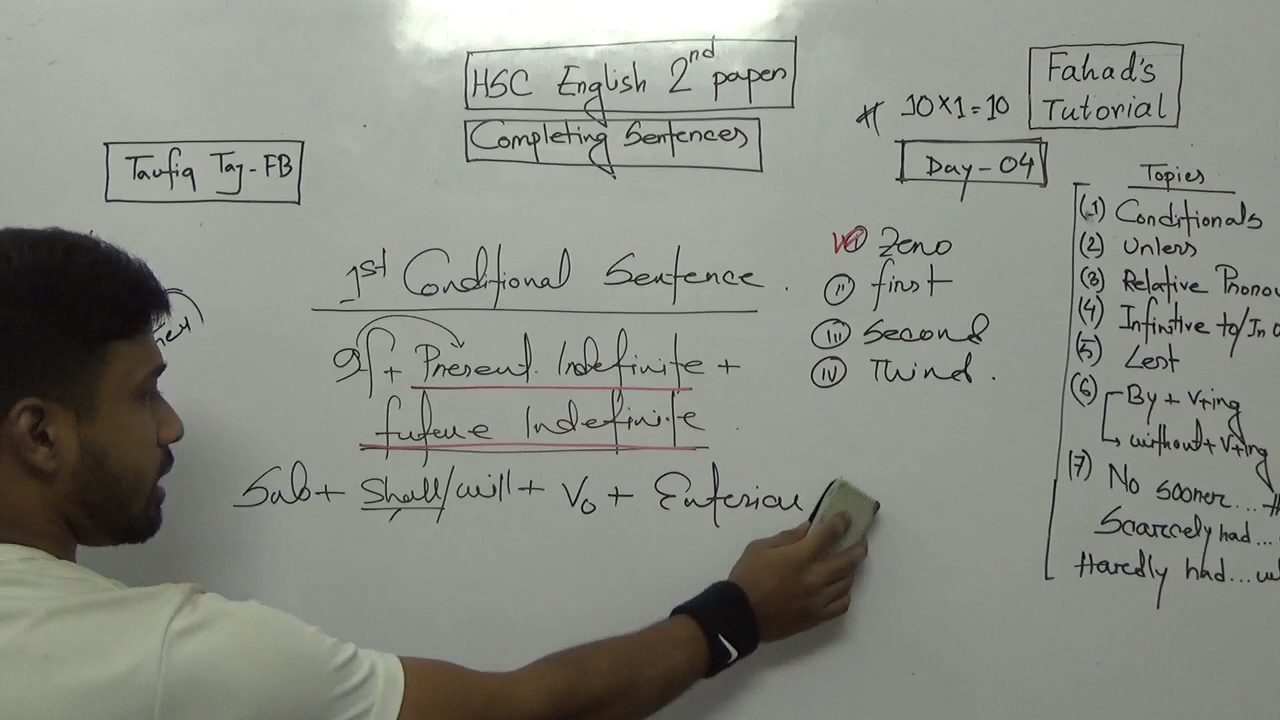 HSC English 2nd paper
Completing Sentences
# 10×1=10
Fahad's
Tutorial
Day-04
Taufiq Taj-FB
1st Conditional Sentence.
If + Present Indefinite +
future Indefinite
Sub + Shall/will + V₀ +
(i) Zero
(ii) first
(iii) Second
(iv) Third.
Topics
(1) Conditionals
(2) Unless
(3) Relative Pronou
(4) Infinitive to/In o
(5) Lest
(6) By + V+ing
without + V+ing
(7) No sooner...
Scarcely had...
Haredly had...